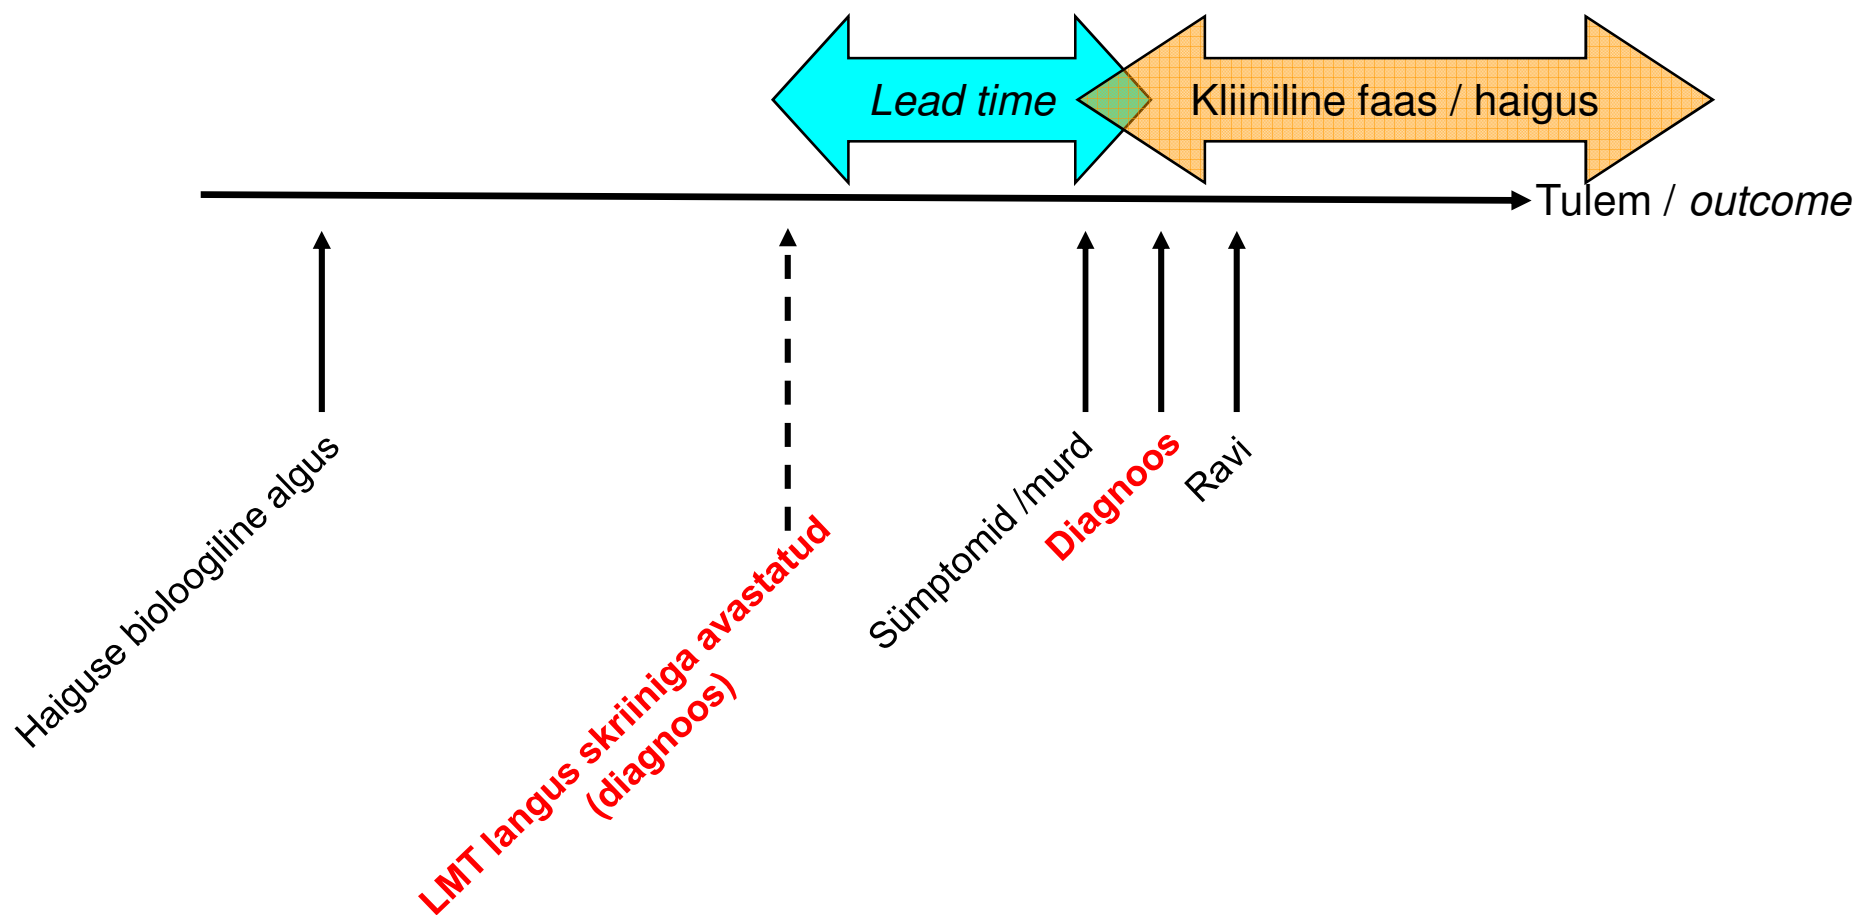 Lead time
Kliiniline faas / haigus
Tulem / outcome
Haiguse bioloogiline algus
LMT langus skriiniga avastatud
(diagnoos)
Sümptomid /murd
Diagnoos
Ravi